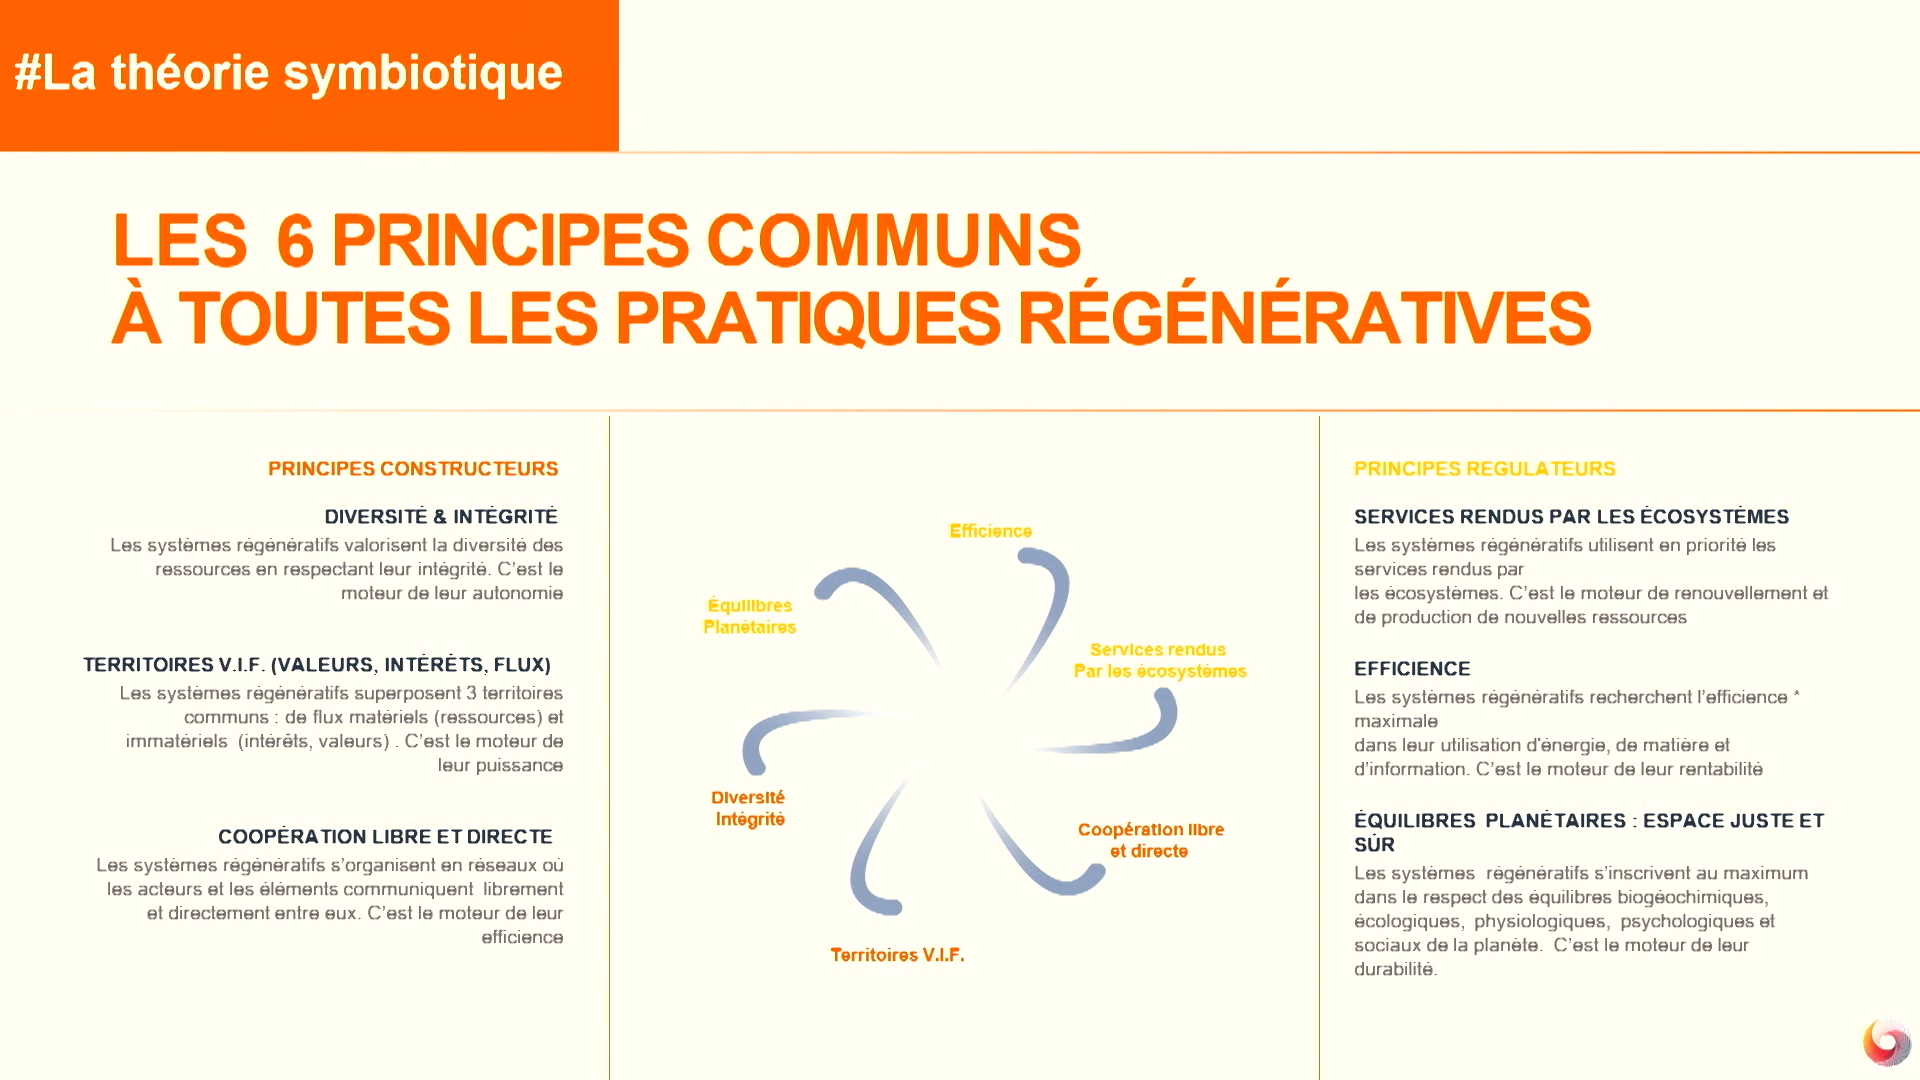 #La théorie symbiotique
LES 6 PRINCIPES COMMUNS
À TOUTES LES PRATIQUES RÉGÉNÉRATIVES
PRINCIPES CONSTRUCTEURS
DIVERSITÉ & INTÉGRITÉ
Les systèmes régénératifs valorisent la diversité des
ressources en respectant leur intégrité. C'est le
moteur de leur autonomie
TERRITOIRES V.I.F. (VALEURS, INTÉRÊTS, FLUX)
Les systèmes régénératifs superposent 3 territoires
communs : de flux matériels (ressources) et
immatériels (intérêts, valeurs) . C'est le moteur de
leur puissance
COOPÉRATION LIBRE ET DIRECTE
Les systèmes régénératifs s'organisent en réseaux où
les acteurs et les éléments communiquent librement
et directement entre eux. C'est le moteur de leur
efficience
Efficience
Équilibres
Planétaires
Services rendus
Par les écosystèmes
Diversité
Intégrité
Coopération libre
et directe
Territoires V.I.F.
PRINCIPES REGULATEURS
SERVICES RENDUS PAR LES ÉCOSYSTÈMES
Les systèmes régénératifs utilisent en priorité les
services rendus par
les écosystèmes. C'est le moteur de renouvellement et
de production de nouvelles ressources
EFFICIENCE
Les systèmes régénératifs recherchent l'efficience *
maximale
dans leur utilisation d'énergie, de matière et
d'information. C'est le moteur de leur rentabilité
ÉQUILIBRES PLANÉTAIRES : ESPACE JUSTE ET
SÛR
Les systèmes régénératifs s'inscrivent au maximum
dans le respect des équilibres biogéochimiques,
écologiques, physiologiques, psychologiques et
sociaux de la planète. C'est le moteur de leur
durabilité.